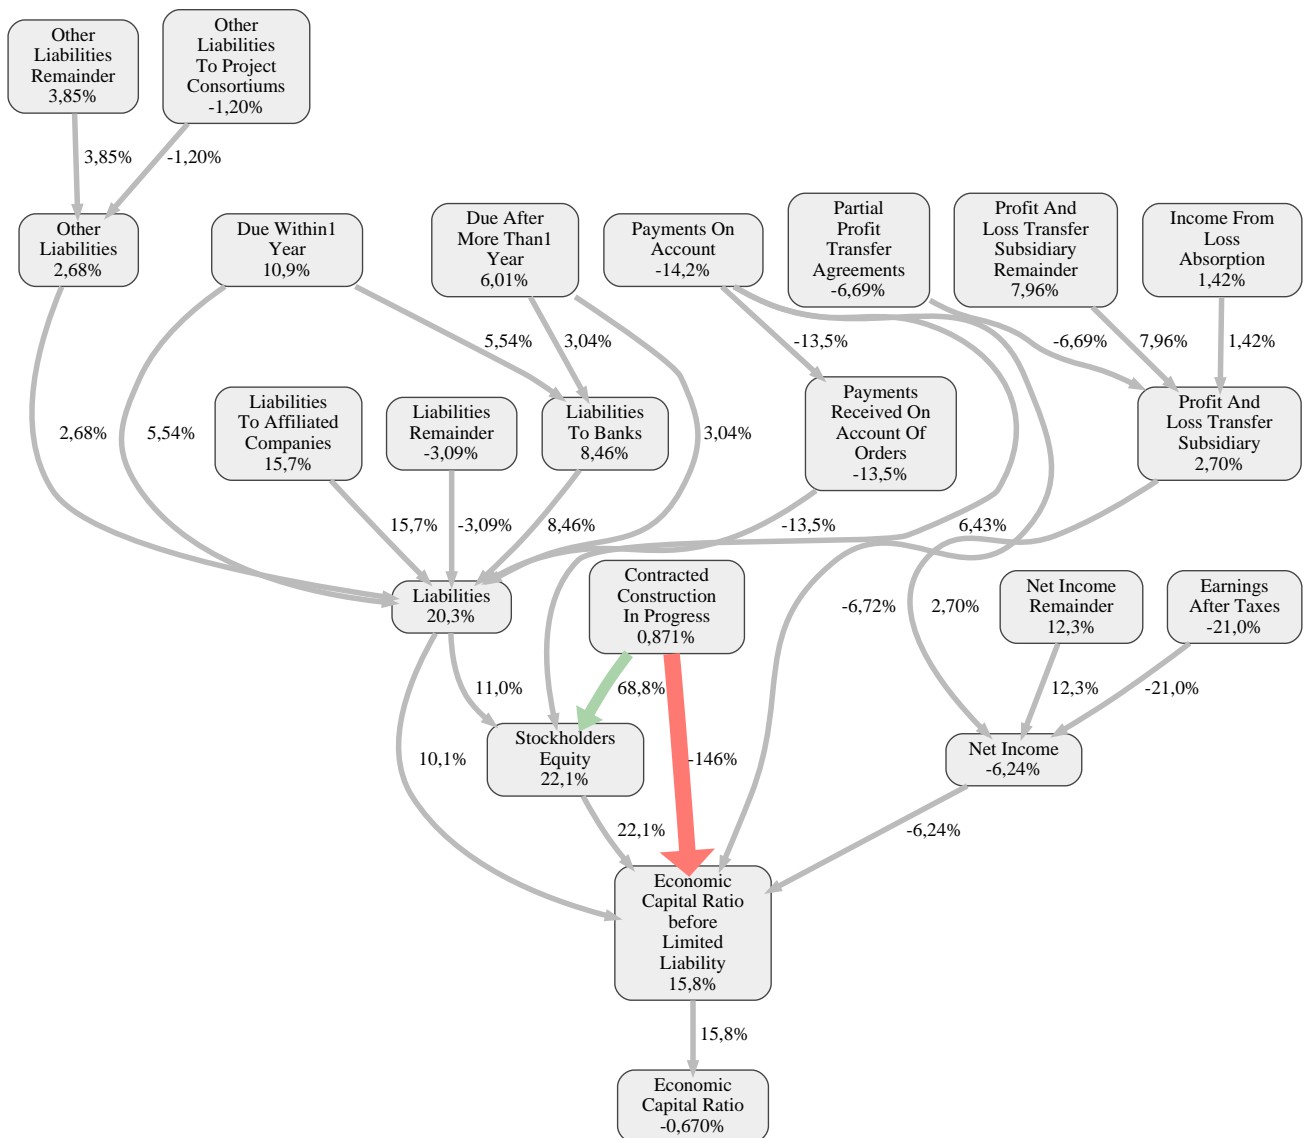 Other
Liabilities
Remainder
3,85%
Other
Liabilities
To Project
Consortiums
-1,20%
3,85%
-1,20%
Other
Liabilities
2,68%
Due Within1
Year
10,9%
Due After
More Than1
Year
6,01%
Payments On
Account
-14,2%
Partial
Profit
Transfer
Agreements
-6,69%
Profit And
Loss Transfer
Subsidiary
Remainder
7,96%
Income From
Loss
Absorption
1,42%
5,54%
3,04%
-13,5%
-6,69%
7,96%
1,42%
Liabilities
To Affiliated
Companies
15,7%
Liabilities
Remainder
-3,09%
Liabilities
To Banks
8,46%
Payments
Received On
Account Of
Orders
-13,5%
Profit And
Loss Transfer
Subsidiary
2,70%
2,68%
5,54%
3,04%
15,7%
-3,09%
8,46%
-13,5%
6,43%
Liabilities
20,3%
Contracted
Construction
In Progress
0,871%
-6,72%
2,70%
Net Income
Remainder
12,3%
Earnings
After Taxes
-21,0%
11,0%
68,8%
12,3%
-21,0%
10,1%
Stockholders
Equity
22,1%
-146%
Net Income
-6,24%
22,1%
-6,24%
Economic
Capital Ratio
before
Limited
Liability
15,8%
15,8%
Economic
Capital Ratio
-0,670%